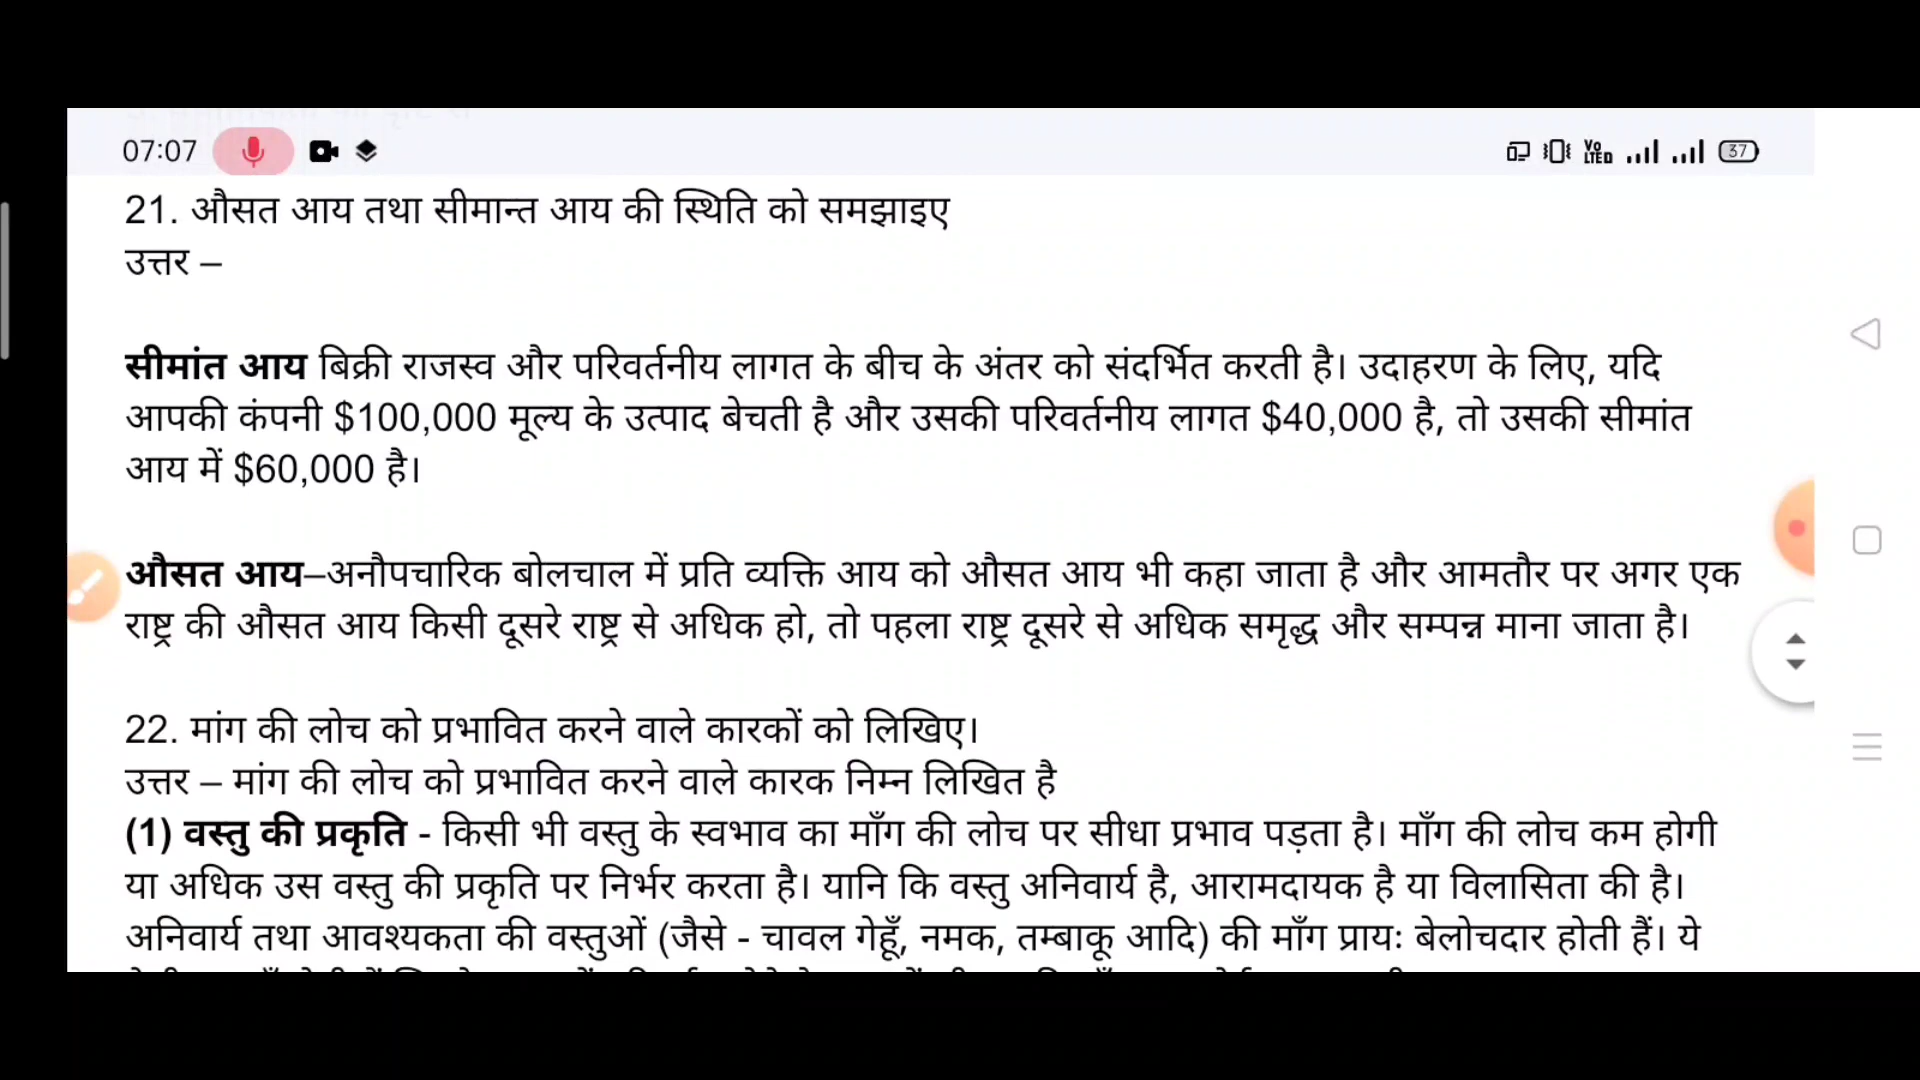 07:07
VO LTE 37
21. औसत आय तथा सीमान्त आय की स्थिति को समझाइए
उत्तर –
सीमांत आय बिक्री राजस्व और परिवर्तनीय लागत के बीच के अंतर को संदर्भित करती है। उदाहरण के लिए, यदि
आपकी कंपनी $100,000 मूल्य के उत्पाद बेचती है और उसकी परिवर्तनीय लागत $40,000 है, तो उसकी सीमांत
आय में $60,000 है।
औसत आय–अनौपचारिक बोलचाल में प्रति व्यक्ति आय को औसत आय भी कहा जाता है और आमतौर पर अगर एक
राष्ट्र की औसत आय किसी दूसरे राष्ट्र से अधिक हो, तो पहला राष्ट्र दूसरे से अधिक समृद्ध और सम्पन्न माना जाता है।
22. मांग की लोच को प्रभावित करने वाले कारकों को लिखिए।
उत्तर – मांग की लोच को प्रभावित करने वाले कारक निम्न लिखित है
(1) वस्तु की प्रकृति - किसी भी वस्तु के स्वभाव का माँग की लोच पर सीधा प्रभाव पड़ता है। माँग की लोच कम होगी
या अधिक उस वस्तु की प्रकृति पर निर्भर करता है। यानि कि वस्तु अनिवार्य है, आरामदायक है या विलासिता की है।
अनिवार्य तथा आवश्यकता की वस्तुओं (जैसे - चावल गेहूँ, नमक, तम्बाकू आदि) की माँग प्रायः बेलोचदार होती हैं। ये